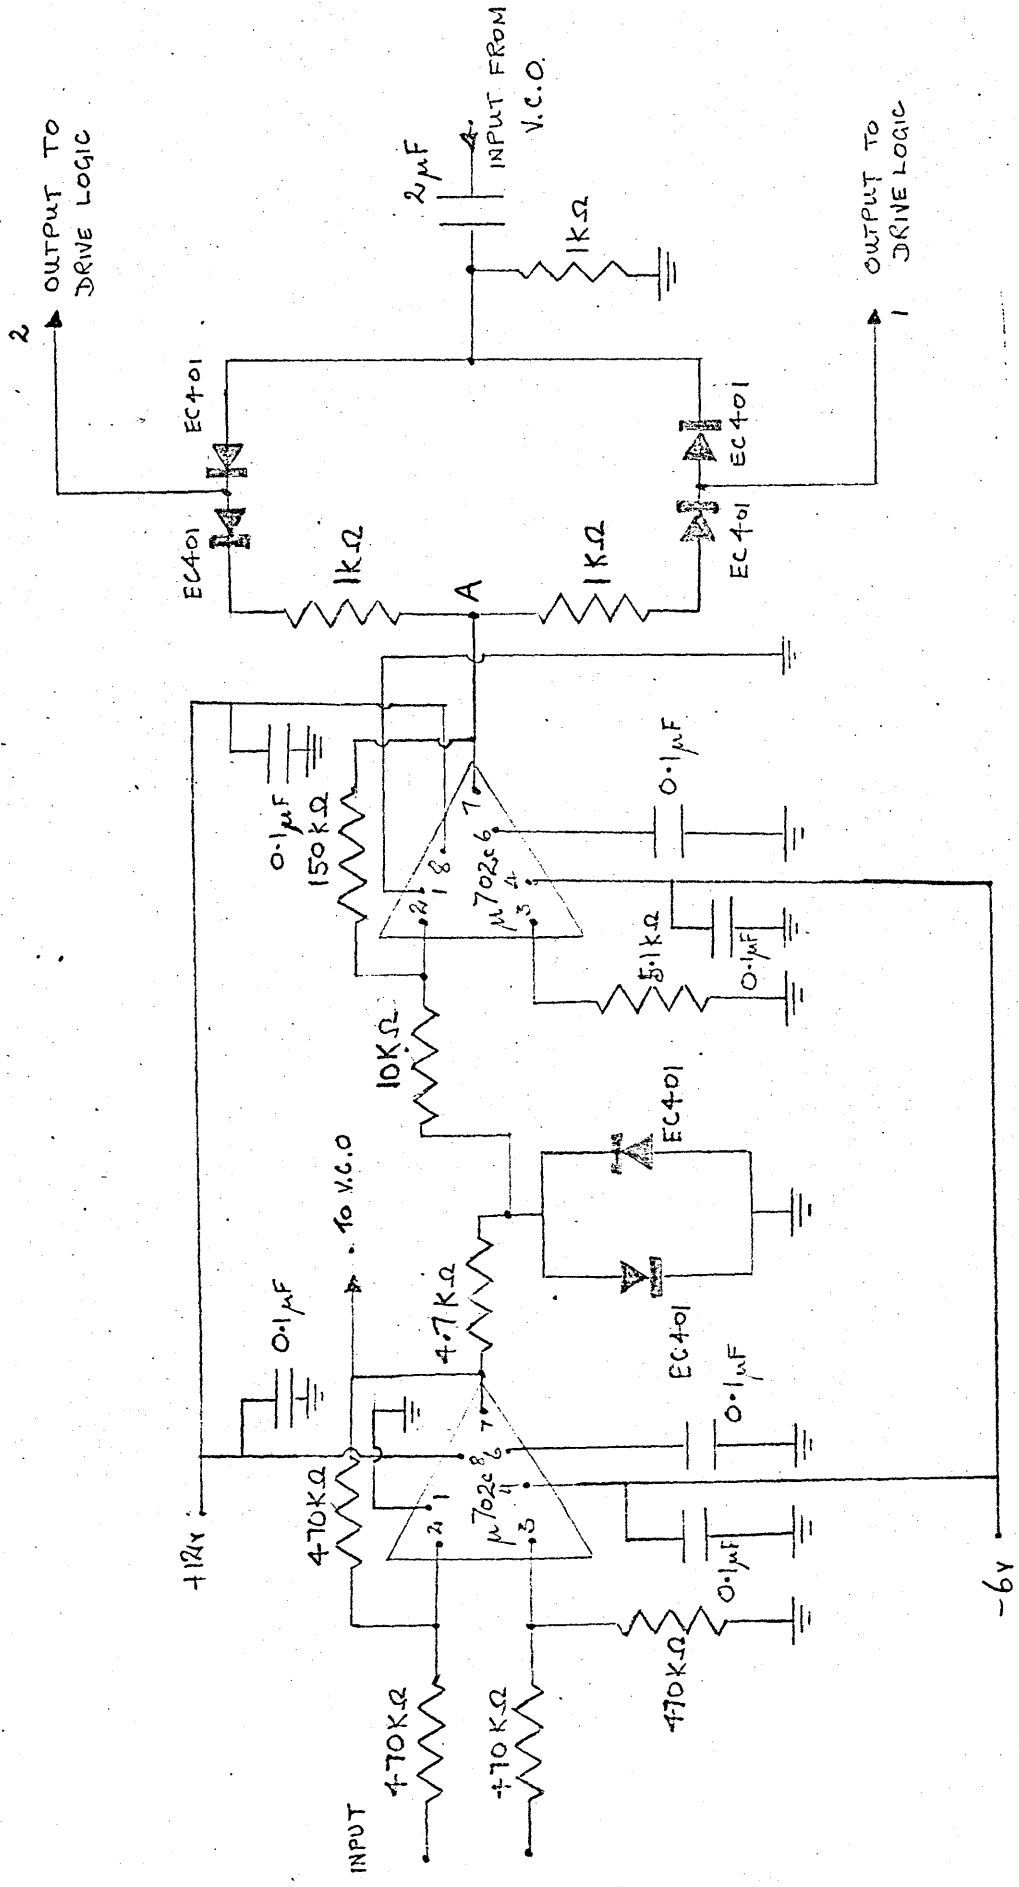 2
OUTPUT TO
DRIVE LOGIC
INPUT FROM
V.C.O.
2µF
1KΩ
EC401
EC401
1KΩ
A
1KΩ
EC401
EC401
OUTPUT TO
DRIVE LOGIC
1
0.1µF
150KΩ
8
7
1
2
µ702c
6
4
3
0.1µF
5.1KΩ
0.1µF
10KΩ
TO V.C.O
EC401
EC401
4.7KΩ
0.1µF
+12v
470KΩ
1
2
7
8
µ702c
6
4
3
0.1µF
0.1µF
-6v
470KΩ
470KΩ
470KΩ
INPUT